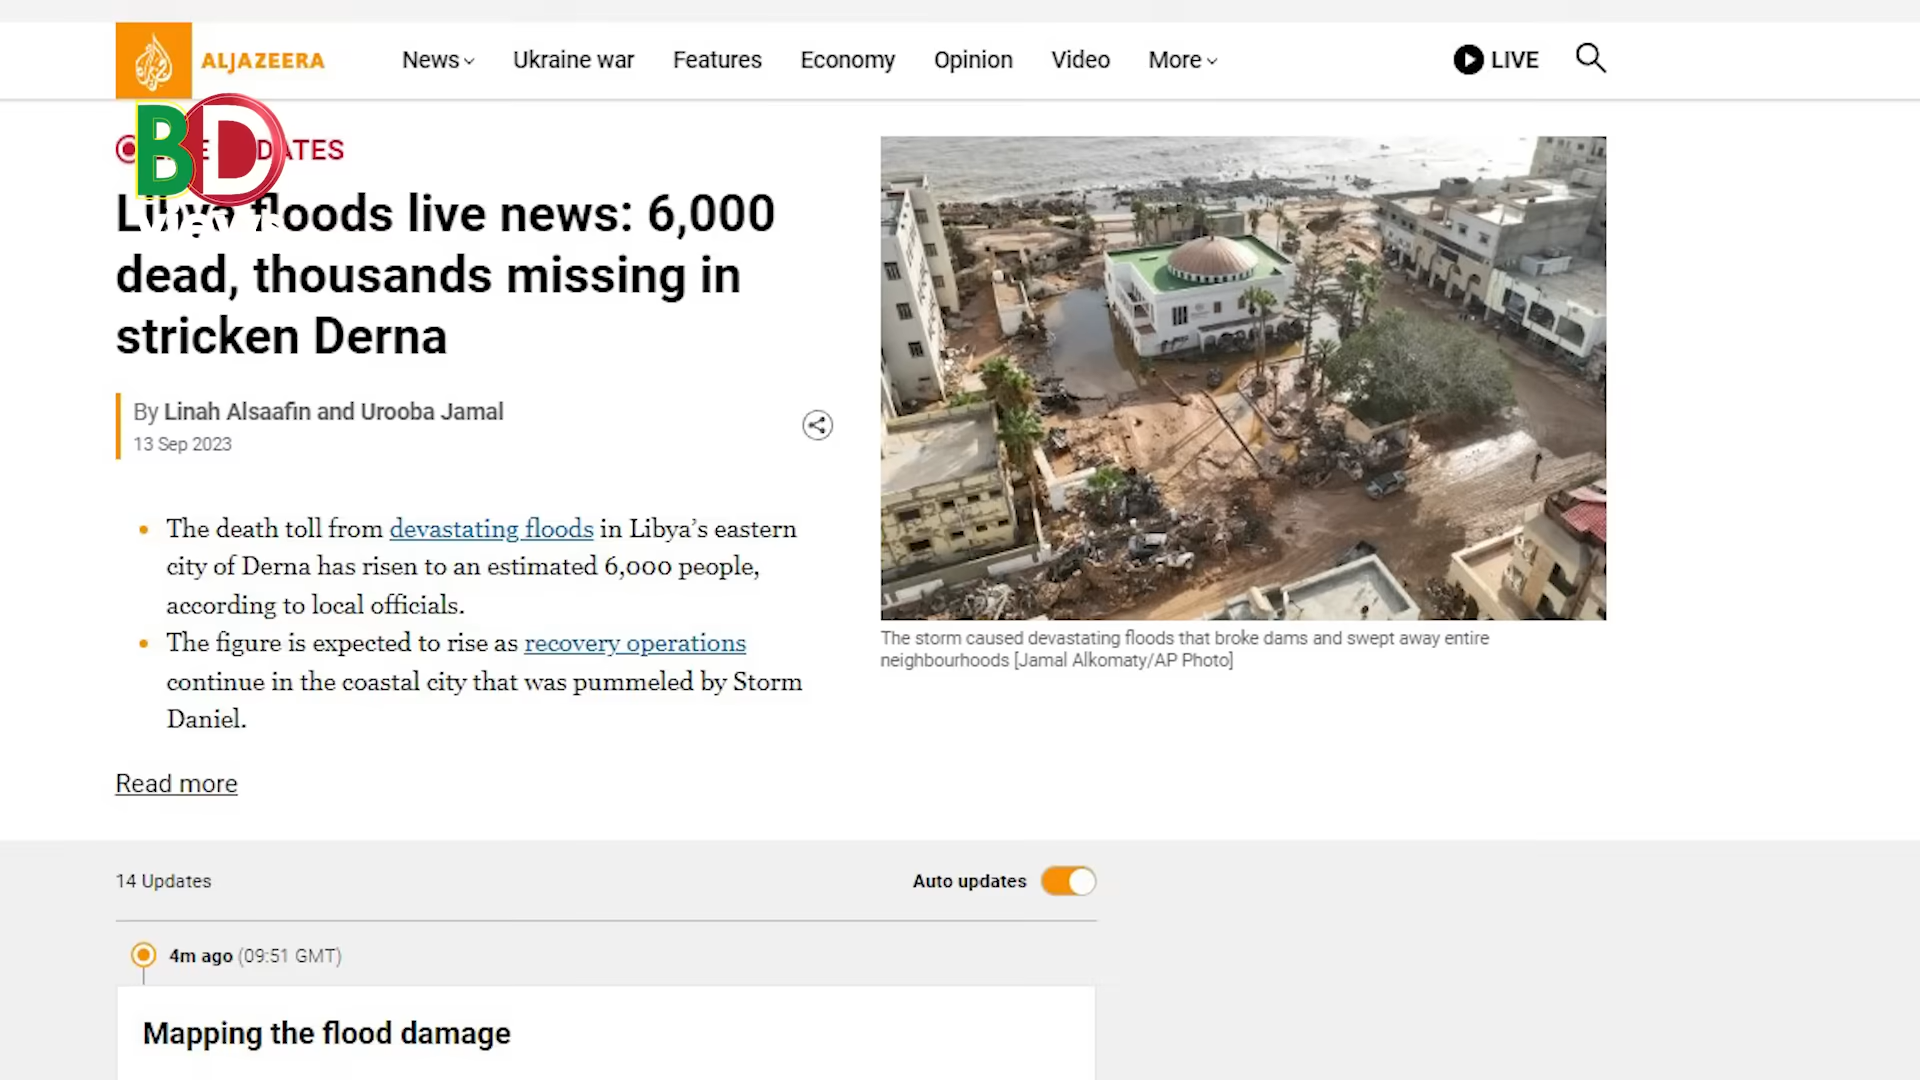 ALJAZEERA
News
Ukraine war
Features
Economy
Opinion
Video
More
LIVE
BD
views
UPDATES
Libya floods live news: 6,000
dead, thousands missing in
stricken Derna
By Linah Alsaafin and Urooba Jamal
13 Sep 2023
The death toll from devastating floods in Libya’s eastern
city of Derna has risen to an estimated 6,000 people,
according to local officials.
The figure is expected to rise as recovery operations
continue in the coastal city that was pummeled by Storm
Daniel.
Read more
The storm caused devastating floods that broke dams and swept away entire
neighbourhoods [Jamal Alkomaty/AP Photo]
14 Updates
Auto updates
4m ago (09:51 GMT)
Mapping the flood damage